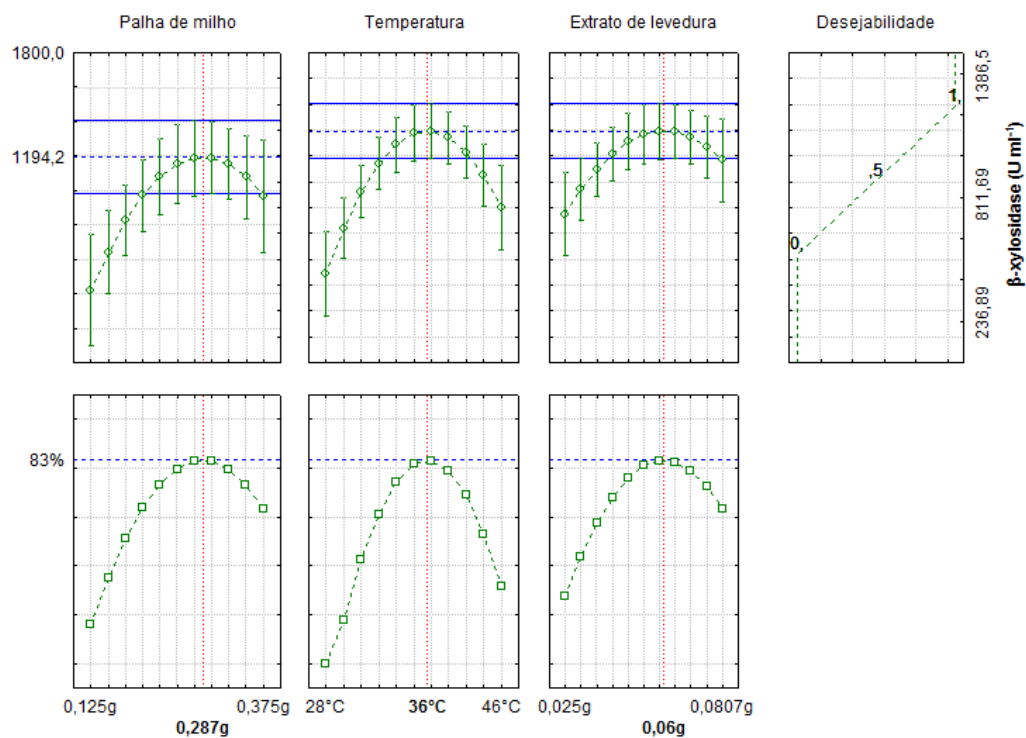 Palha de milho
Temperatura
Extrato de levedura
Desejabilidade
1800,0
1194,2
1,
,5
0,
1386,5
811,69
236,89
β-xylosidase (U ml⁻¹)
83%
0,125g
0,287g
0,375g
28°C
36°C
46°C
0,025g
0,06g
0,0807g